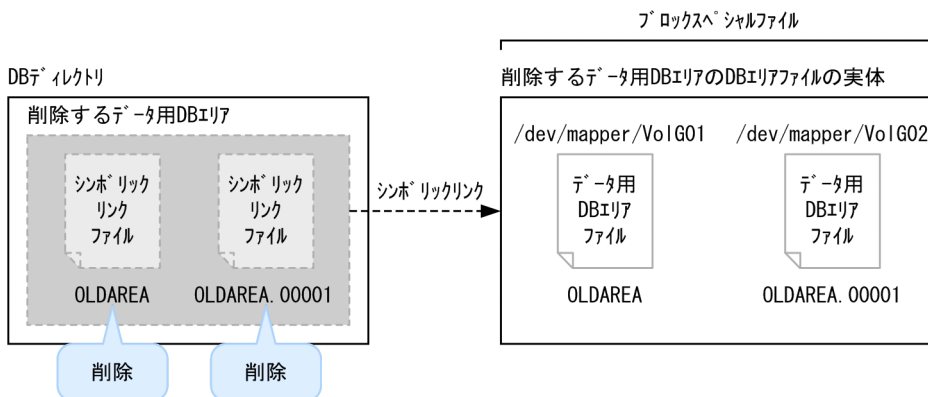 ﾌﾞﾛｯｸｽﾍﾟｼｬﾙﾌｧｲﾙ
DBﾃﾞｨﾚｸﾄﾘ
削除するﾃﾞｰﾀ用DBｴﾘｱのDBｴﾘｱﾌｧｲﾙの実体
削除するﾃﾞｰﾀ用DBｴﾘｱ
/dev/mapper/VolG01
/dev/mapper/VolG02
ｼﾝﾎﾞﾘｯｸ
ﾘﾝｸ
ﾌｧｲﾙ
ｼﾝﾎﾞﾘｯｸ
ﾘﾝｸ
ﾌｧｲﾙ
ｼﾝﾎﾞﾘｯｸﾘﾝｸ
ﾃﾞｰﾀ用
DBｴﾘｱ
ﾌｧｲﾙ
ﾃﾞｰﾀ用
DBｴﾘｱ
ﾌｧｲﾙ
OLDAREA
OLDAREA.00001
OLDAREA
OLDAREA.00001
削除
削除